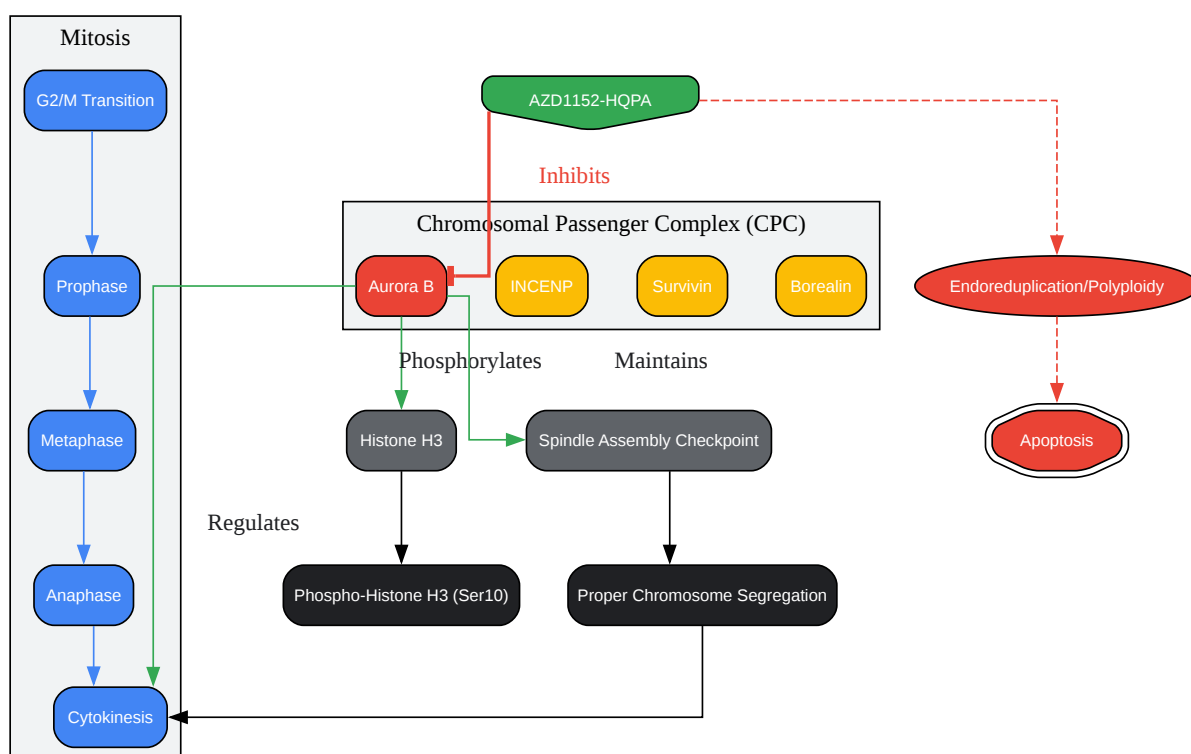 Mitosis
G2/M Transition
AZD1152-HQPA
Inhibits
Chromosomal Passenger Complex (CPC)
Prophase
Aurora B
INCENP
Survivin
Borealin
Endoreduplication/Polyploidy
Phosphorylates
Maintains
Metaphase
Histone H3
Spindle Assembly Checkpoint
Apoptosis
Regulates
Anaphase
Phospho-Histone H3 (Ser10)
Proper Chromosome Segregation
Cytokinesis